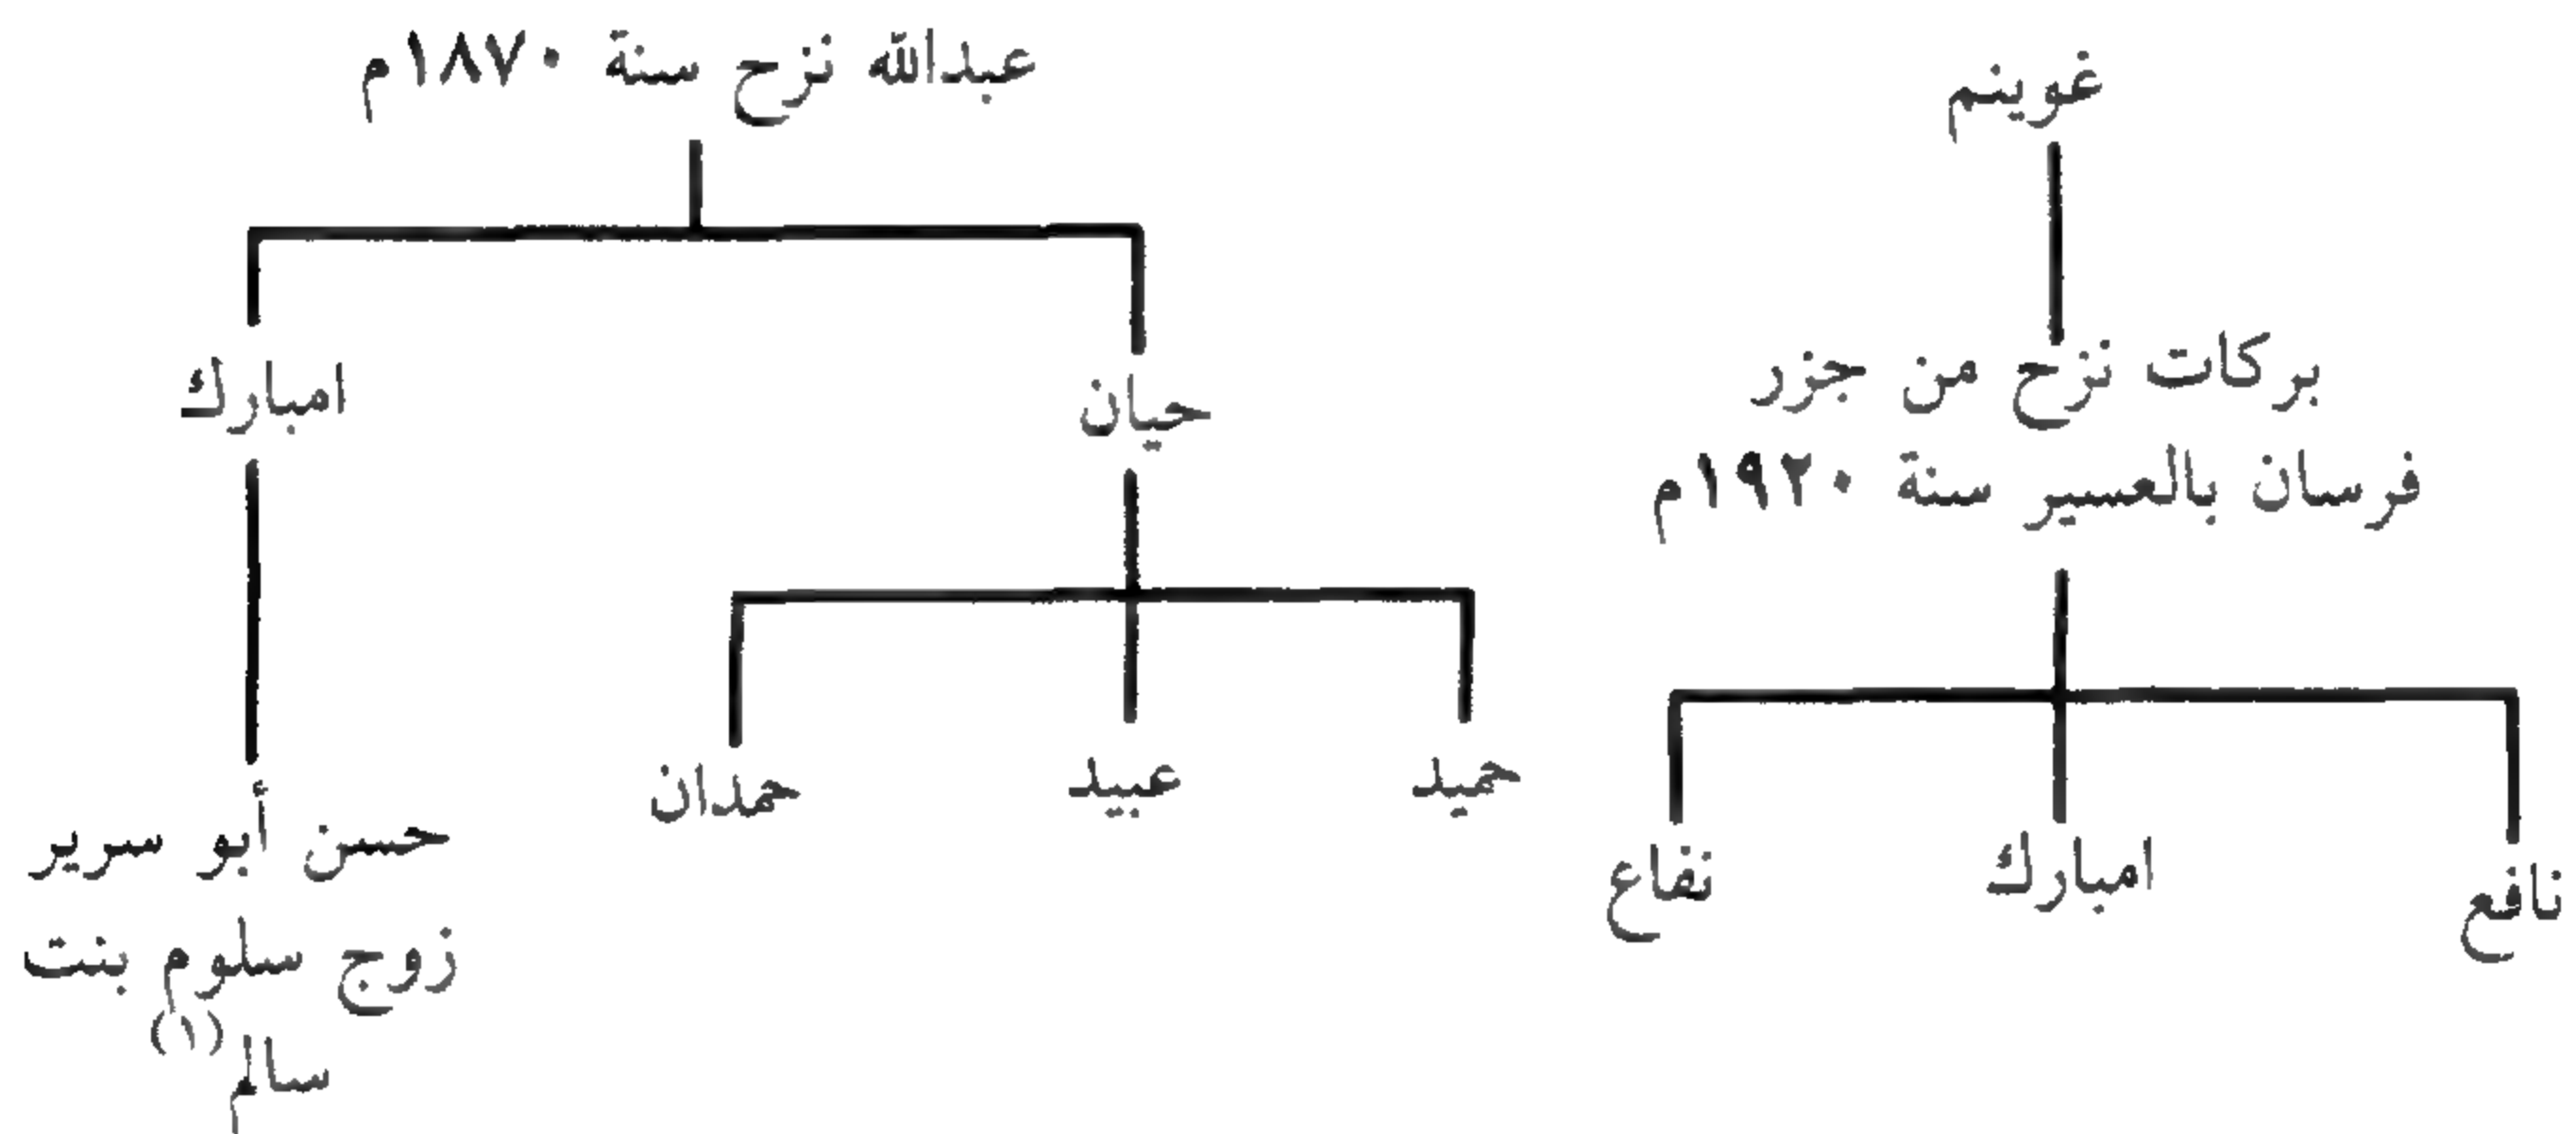 غوينم
بركات نزح من جزر
فرسان بالعسير سنة ١٩٢٠م
نافع
امبارك
نفاع
عبدالله نزح سنة ١٨٧٠م
حيان
امبارك
حميد
عبيد
حمدان
حسن أبو سرير
زوج سلوم بنت
سالم(١)